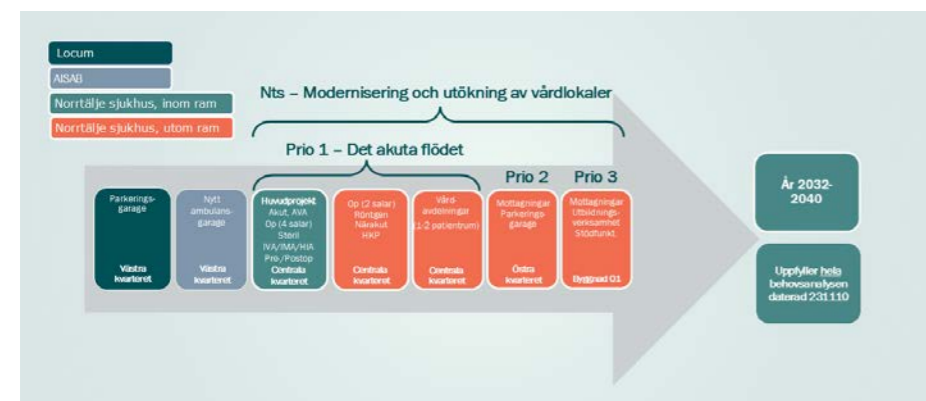 Locum
AISAB
Norrtälje sjukhus, inom ram
Norrtälje sjukhus, utom ram
Nts – Modernisering och utökning av vårdlokaler
Prio 1 – Det akuta flödet
Prio 2
Prio 3
Parkerings-
garage
Västra
kvarteret
Nytt
ambulans-
garage
Västra
kvarteret
Huvudprojekt
Akut, AVA
Op (4 salar)
Steril
IVA/IMA/HIA
Pre-/Postop
Centrala
kvarteret
Op (2 salar)
Röntgen
Närakut
HKP
Centrala
kvarteret
Vård-
avdelningar
(1-2 patientrum)
Centrala
kvarteret
Mottagningar
Parkerings-
garage
Östra
kvarteret
Mottagningar
Utbildnings-
verksamhet
Stödfunkt.
Byggnad 01
År 2032-
2040
Uppfyller hela
behovsanalysen
daterad 231110